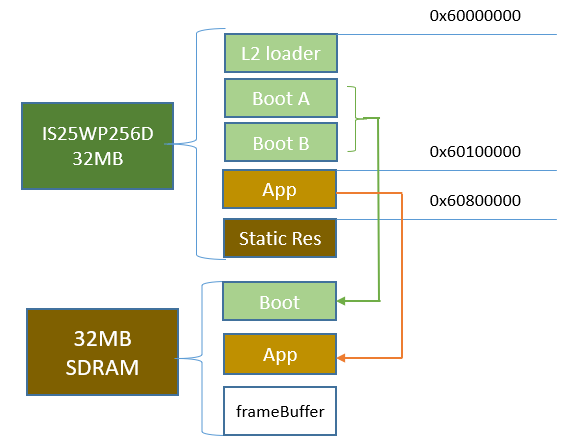 0x60000000
L2 loader
Boot A
IS25WP256D
32MB
Boot B
0x60100000
App
0x60800000
Static Res
Boot
32MB
SDRAM
App
frameBuffer